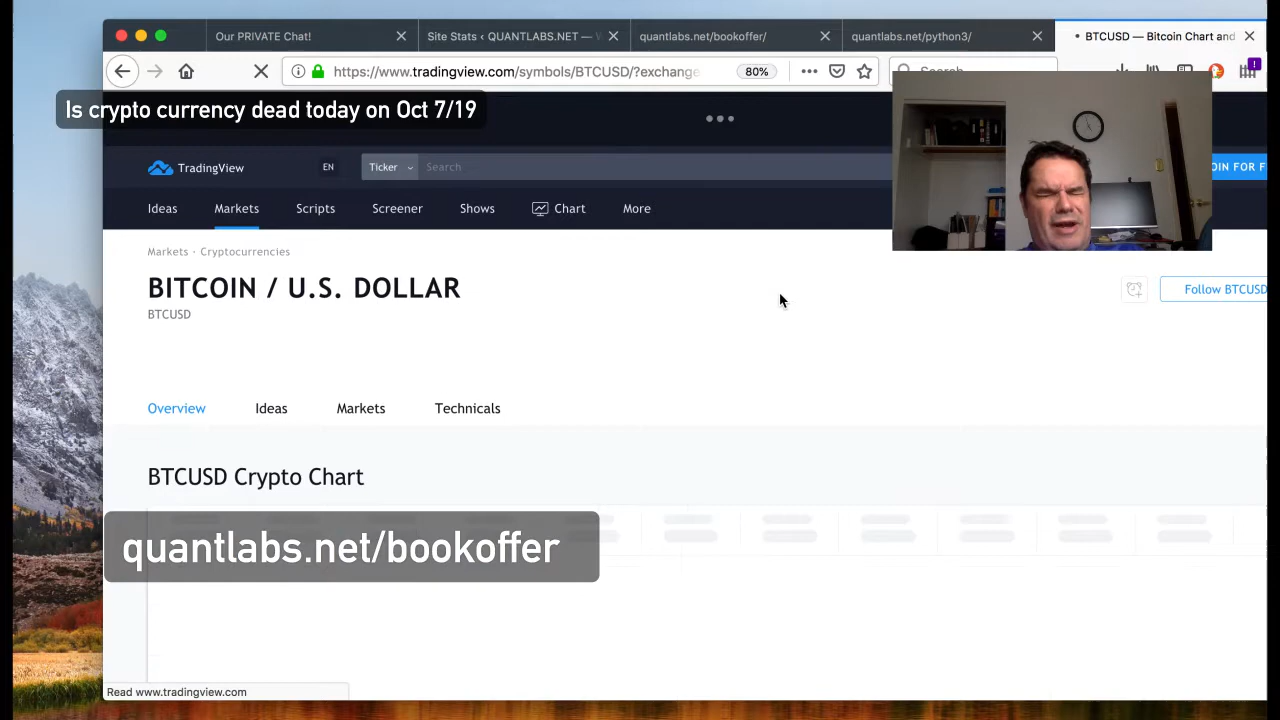 Our PRIVATE Chat!
Site Stats ‹ QUANTLABS.NET — W
quantlabs.net/bookoffer/
quantlabs.net/python3/
• BTCUSD — Bitcoin Chart and
https://www.tradingview.com/symbols/BTCUSD/?exchange
80%
Search
Is crypto currency dead today on Oct 7/19
TradingView
EN
Ticker
Search
OIN FOR F
Ideas
Markets
Scripts
Screener
Shows
Chart
More
Markets · Cryptocurrencies
BITCOIN / U.S. DOLLAR
BTCUSD
Follow BTCUSD
Overview
Ideas
Markets
Technicals
BTCUSD Crypto Chart
quantlabs.net/bookoffer
Read www.tradingview.com